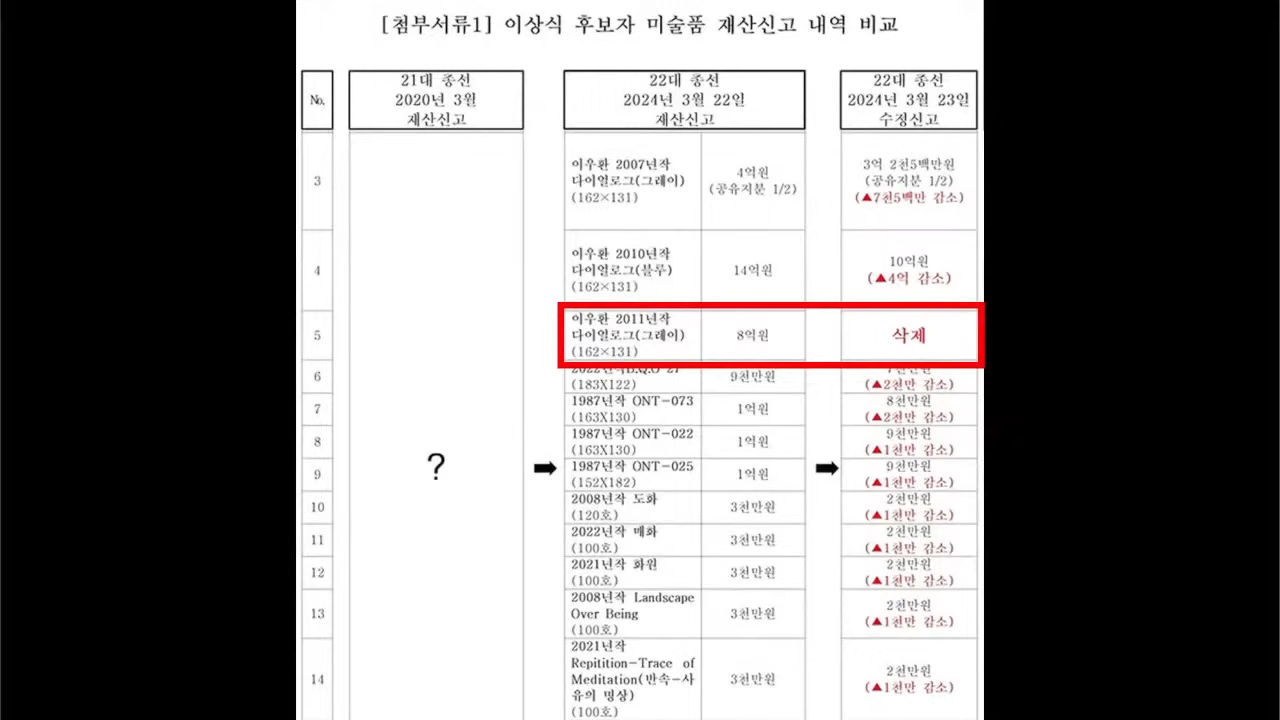 [첨부서류1] 이상식 후보자 미술품 재산신고 내역 비교
No.
21대 총선
2020년 3월
재산신고
22대 총선
2024년 3월 22일
재산신고
22대 총선
2024년 3월 23일
수정신고
3
이우환 2007년작
다이얼로그(그레이)
(162×131)
4억원
(공유지분 1/2)
3억 2천5백만원
(공유지분 1/2)
(▲7천5백만 감소)
4
이우환 2010년작
다이얼로그(블루)
(162×131)
14억원
10억원
(▲4억 감소)
5
이우환 2011년작
다이얼로그(그레이)
(162×131)
8억원
삭제
6
(183X122)
9천만원
7천만원
(▲2천만 감소)
7
1987년작 ONT-073
(163X130)
1억원
8천만원
(▲2천만 감소)
8
1987년작 ONT-022
(163X130)
1억원
9천만원
(▲1천만 감소)
?
➡
➡
9
1987년작 ONT-025
(152X182)
1억원
9천만원
(▲1천만 감소)
10
2008년작 도화
(120호)
3천만원
2천만원
(▲1천만 감소)
11
2022년작 매화
(100호)
3천만원
2천만원
(▲1천만 감소)
12
2021년작 화원
(100호)
3천만원
2천만원
(▲1천만 감소)
13
2008년작 Landscape
Over Being
(100호)
3천만원
2천만원
(▲1천만 감소)
14
2021년작
Repitition-Trace of
Meditation(반속-사
유의 명상)
(100호)
3천만원
2천만원
(▲1천만 감소)